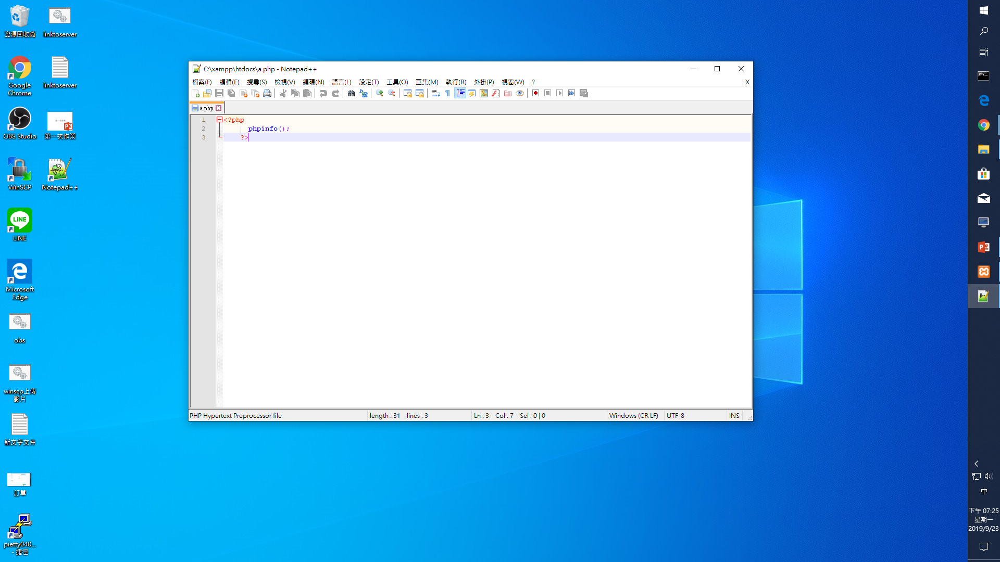 資源回收筒
linktoserver
Google
Chrome
linktoserver
OBS Studio
第一次作業
WinSCP
Notepad++
LINE
LINE
Microsoft
Edge
obs
winscp上傳
影片
新文字文件
訂單
pietty040...
- 捷徑
C:\xampp\htdocs\a.php - Notepad++
檔案(F) 編輯(E) 搜尋(S) 檢視(V) 編碼(N) 語言(L) 設定(T) 工具(O) 巨集(M) 執行(R) 外掛(P) 視窗(W) ? X
a.php
1 <?php
2 phpinfo();
3 ?>
PHP Hypertext Preprocessor file length : 31 lines : 3 Ln : 3 Col : 7 Sel : 0 | 0 Windows (CR LF) UTF-8 INS
中
下午 07:25
星期一
2019/9/23